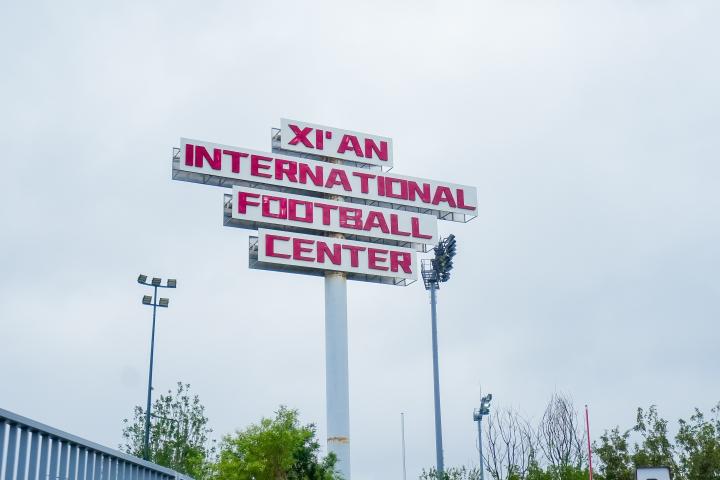 XI' AN
INTERNATIONAL
FOOTBALL
CENTER